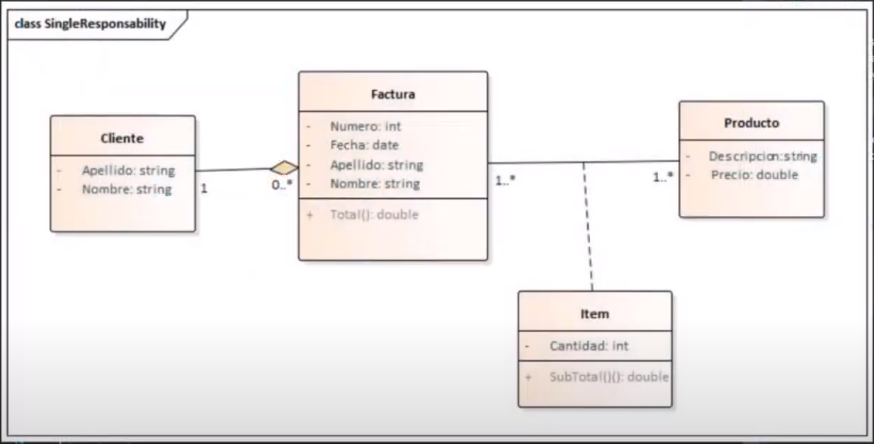 class SingleResponsability
Cliente
- Apellido: string
- Nombre: string
1
0..*
Factura
- Numero: int
- Fecha: date
- Apellido: string
- Nombre: string
+ Total(): double
1..*
1..*
Producto
- Descripcion:string
- Precio: double
Item
- Cantidad: int
+ SubTotal()(): double